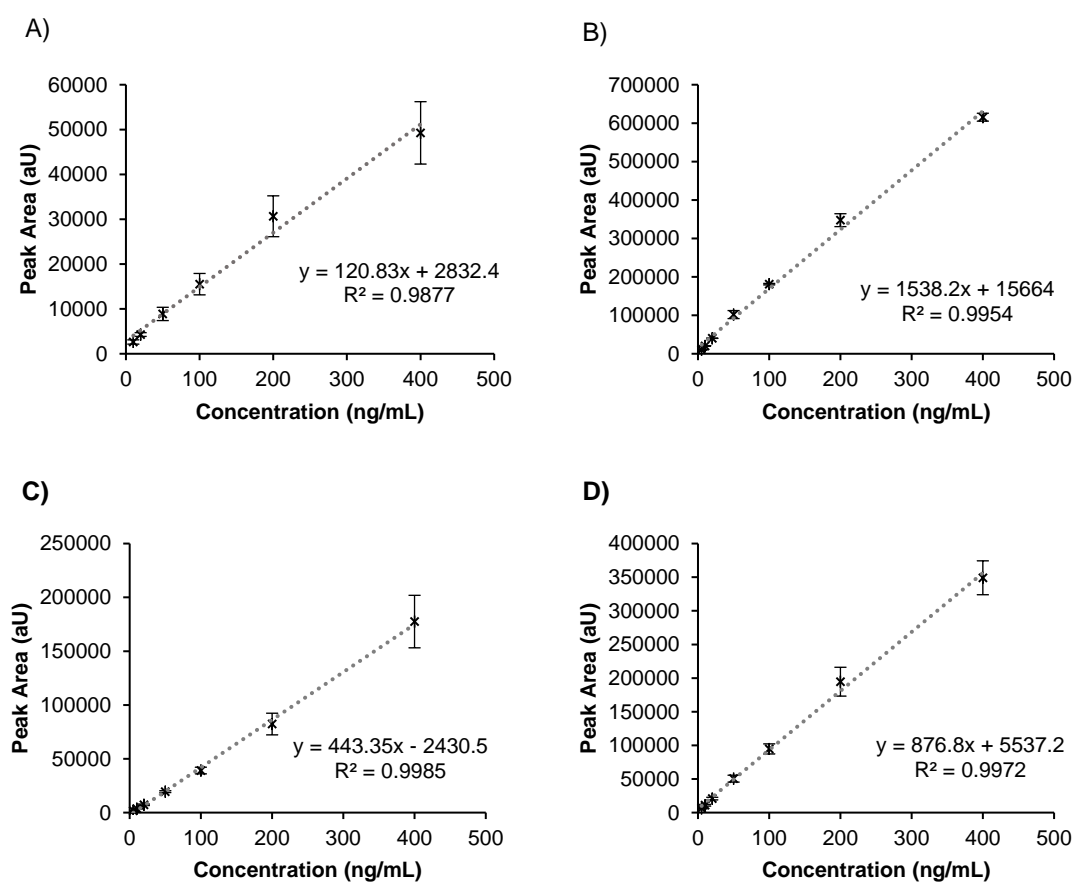 A)
60000
50000
40000
30000
20000
10000
0
Peak Area (aU)
y = 120.83x + 2832.4
R² = 0.9877
0 100 200 300 400 500
Concentration (ng/mL)
B)
700000
600000
500000
400000
300000
200000
100000
0
Peak Area (aU)
y = 1538.2x + 15664
R² = 0.9954
0 100 200 300 400 500
Concentration (ng/mL)
C)
250000
200000
150000
100000
50000
0
Peak Area (aU)
y = 443.35x - 2430.5
R² = 0.9985
0 100 200 300 400 500
Concentration (ng/mL)
D)
400000
350000
300000
250000
200000
150000
100000
50000
0
Peak Area (aU)
y = 876.8x + 5537.2
R² = 0.9972
0 100 200 300 400 500
Concentration (ng/mL)